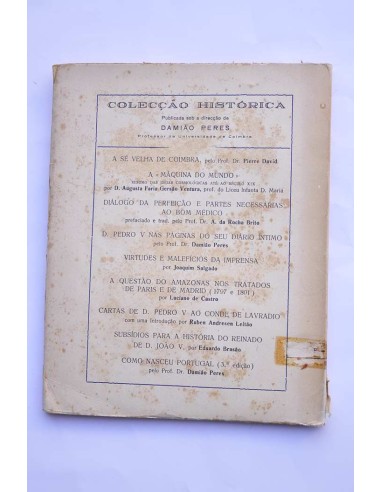 COLECÇÃO HISTÓRICA
Publicada sob a direcção de
DAMIÃO PERES
Professor da Universidade de Coimbra
A SÉ VELHA DE COIMBRA, pelo Prof. Dr. Pierre David
A «MÁQUINA DO MUNDO»
por D. Augusta Faria Gersão Ventura, prof. do Liceu Infanta D. Maria
DIÁLOGO DA PERFEIÇÃO E PARTES NECESSÁRIAS
AO BOM MÉDICO
prefaciado e anot. pelo Prof. Dr. A. da Rocha Brito
D. PEDRO V NAS PÁGINAS DO SEU DIÁRIO ÍNTIMO
pelo Prof. Dr. Damião Peres
VIRTUDES E MALEFÍCIOS DA IMPRENSA
por Joaquim Salgado
A QUESTÃO DO AMAZONAS NOS TRATADOS
DE PARIS E DE MADRID (1797 e 1801)
por Luciano de Castro
CARTAS DE D. PEDRO V AO CONDE DE LAVRADIO
com uma introdução por Ruben Andresen Leitão
SUBSÍDIOS PARA A HISTÓRIA DO REINADO
DE D. JOÃO V, por Eduardo Brasão
COMO NASCEU PORTUGAL (3.ª edição)
pelo Prof. Dr. Damião Peres